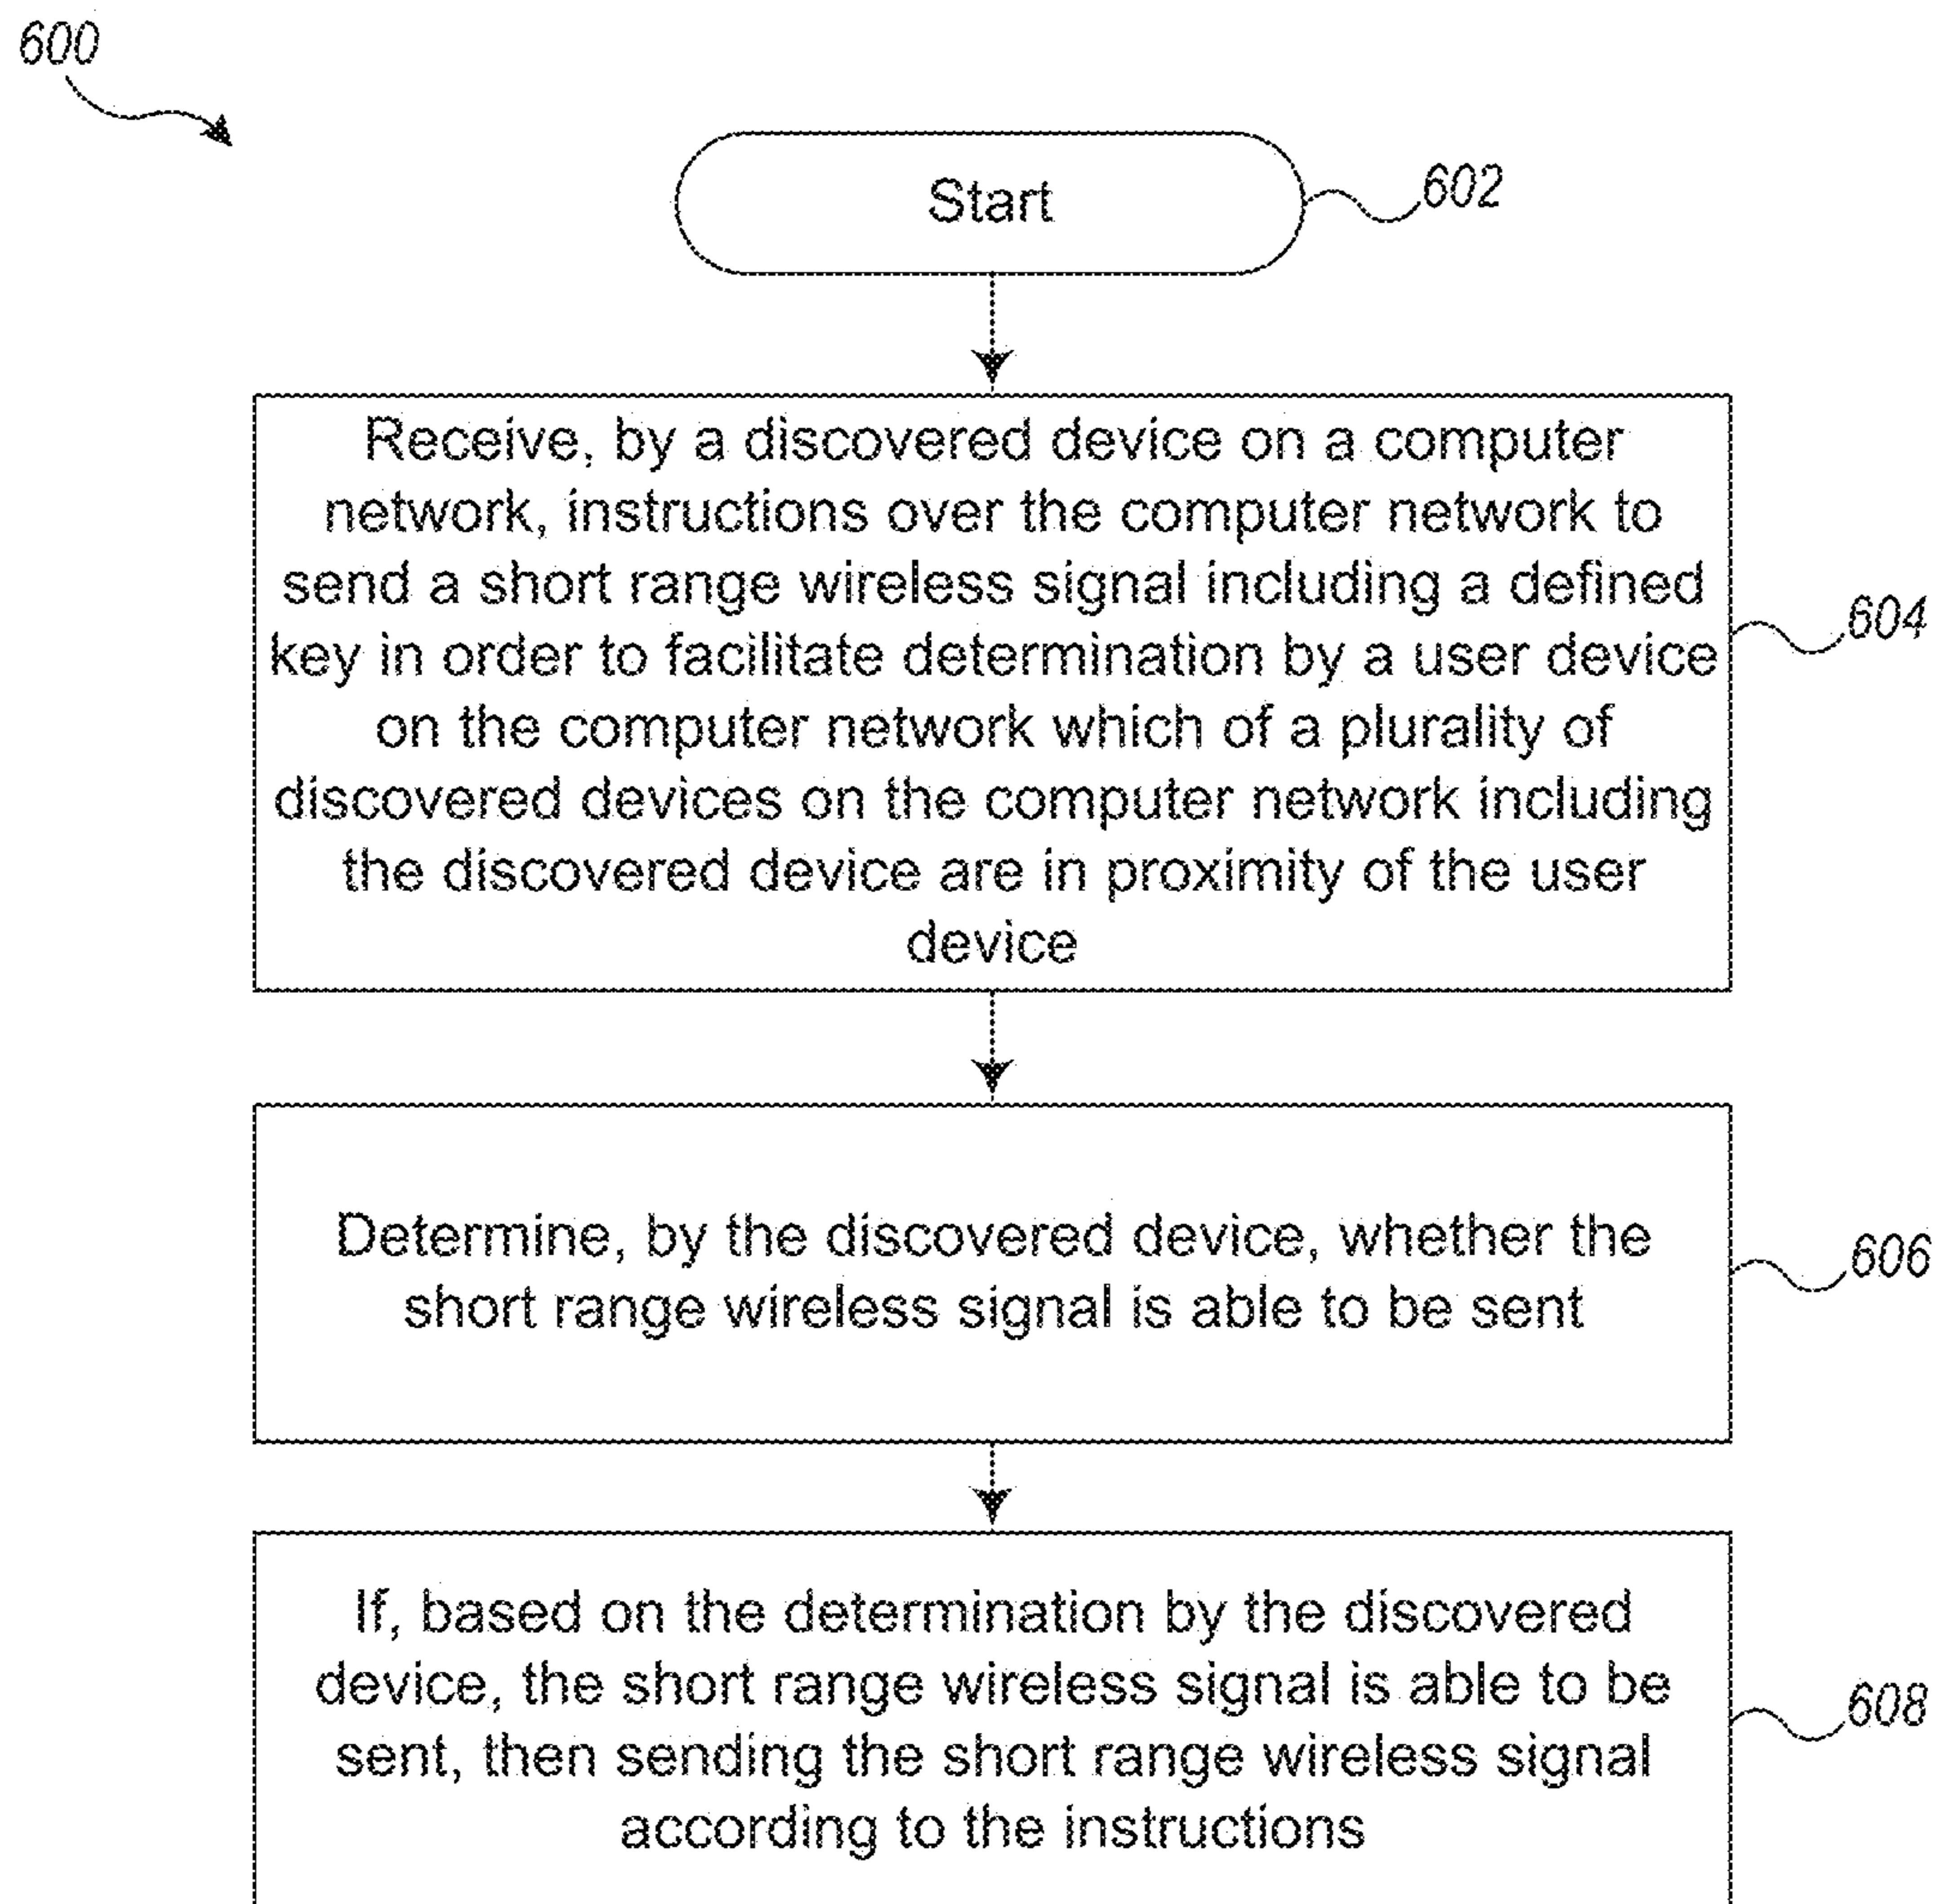 600
Start
602
Receive, by a discovered device on a computer
network, instructions over the computer network to
send a short range wireless signal including a defined
key in order to facilitate determination by a user device
on the computer network which of a plurality of
discovered devices on the computer network including
the discovered device are in proximity of the user
device
604
Determine, by the discovered device, whether the
short range wireless signal is able to be sent
606
If, based on the determination by the discovered
device, the short range wireless signal is able to be
sent, then sending the short range wireless signal
according to the instructions
608